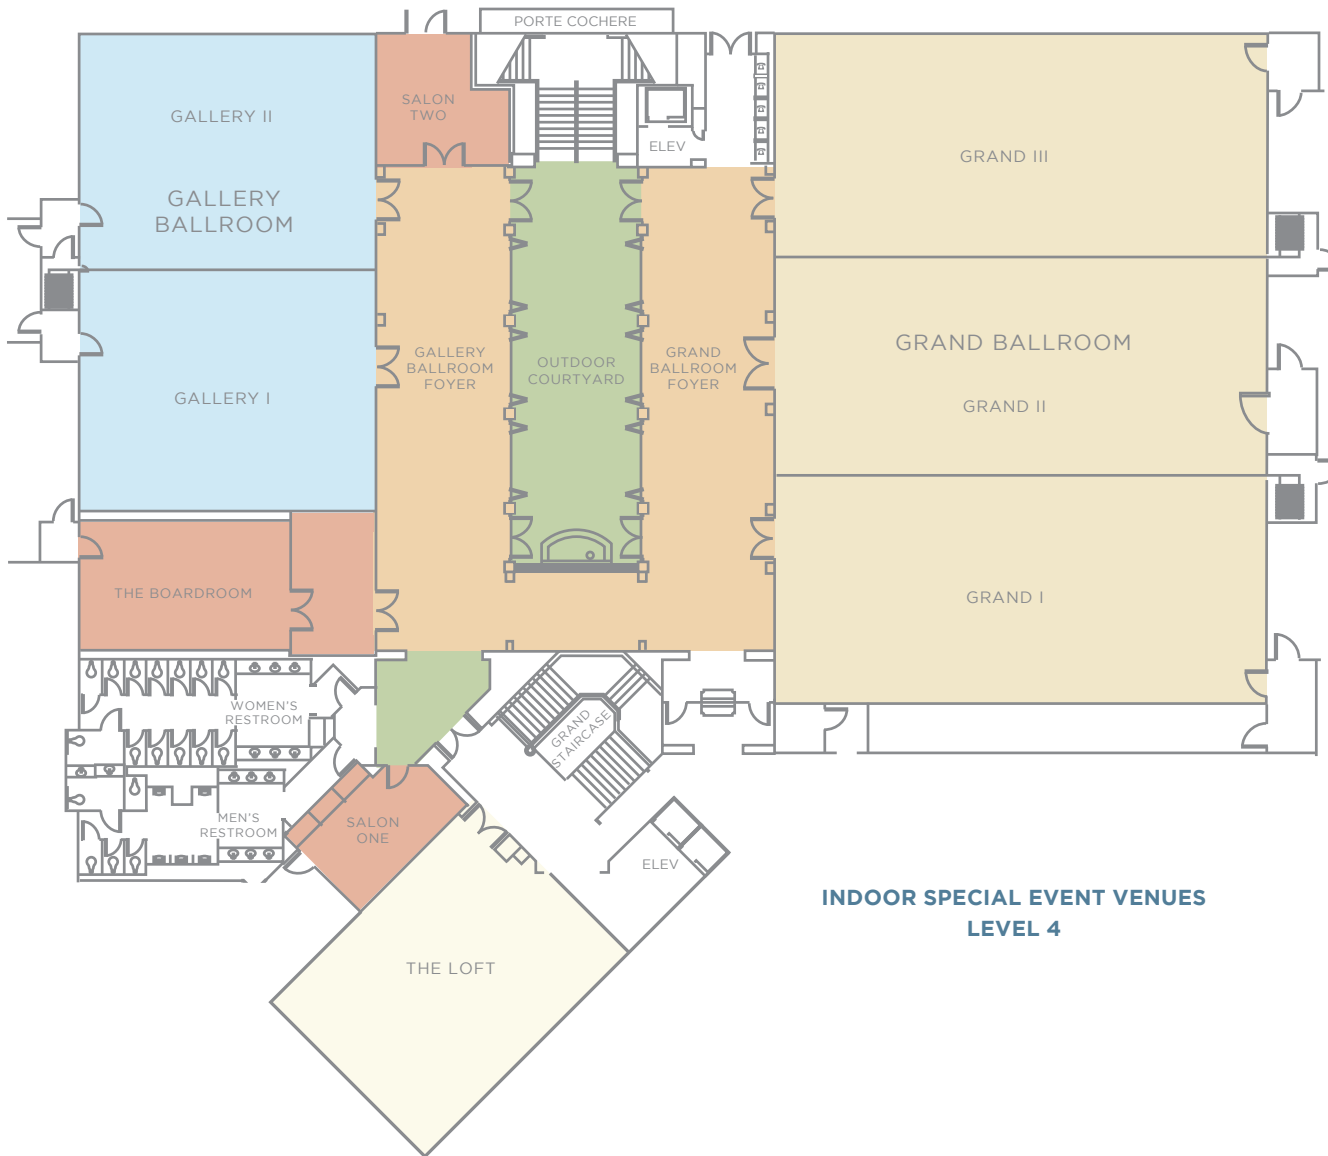 PORTE COCHERE
GALLERY II
SALON
TWO
ELEV
GRAND III
GALLERY
BALLROOM
GALLERY
BALLROOM
FOYER
OUTDOOR
COURTYARD
GRAND
BALLROOM
FOYER
GRAND BALLROOM
GALLERY I
GRAND II
THE BOARDROOM
GRAND I
WOMEN'S
RESTROOM
GRAND
STAIRCASE
MEN'S
RESTROOM
SALON
ONE
ELEV
INDOOR SPECIAL EVENT VENUES
LEVEL 4
THE LOFT